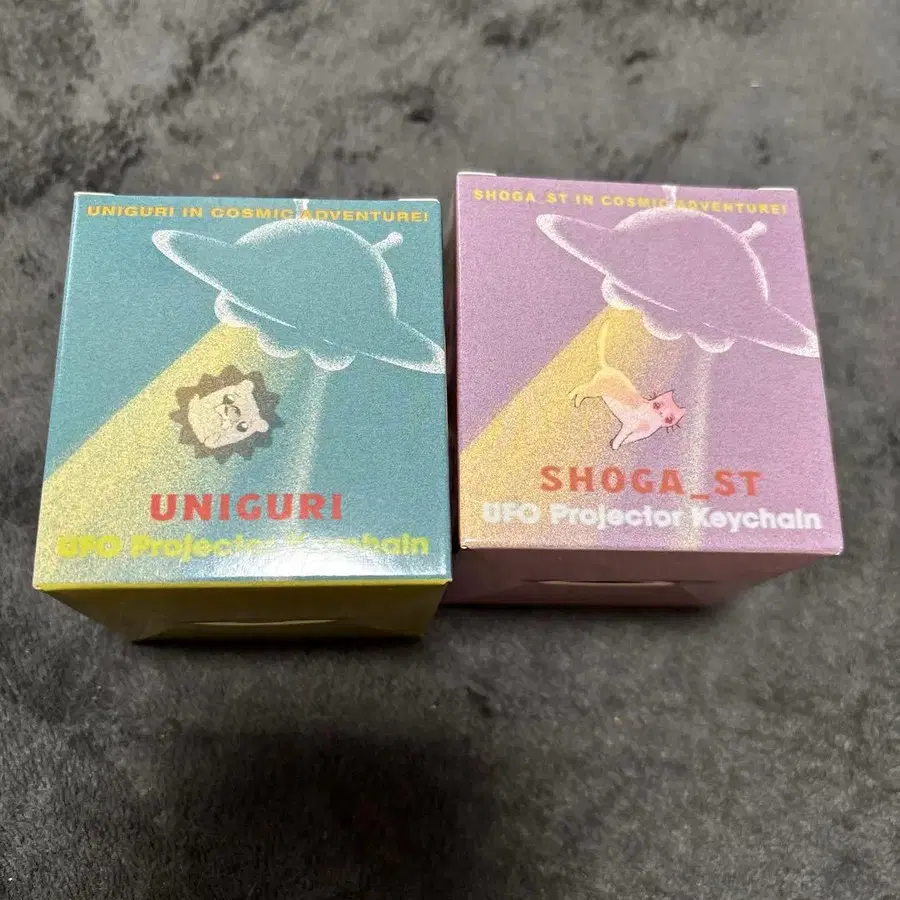 UNIGURI IN COSMIC ADVENTURE!
UNIGURI
UFO Projector Keychain
SHOGA_ST IN COSMIC ADVENTURE!
SHOGA_ST
UFO Projector Keychain